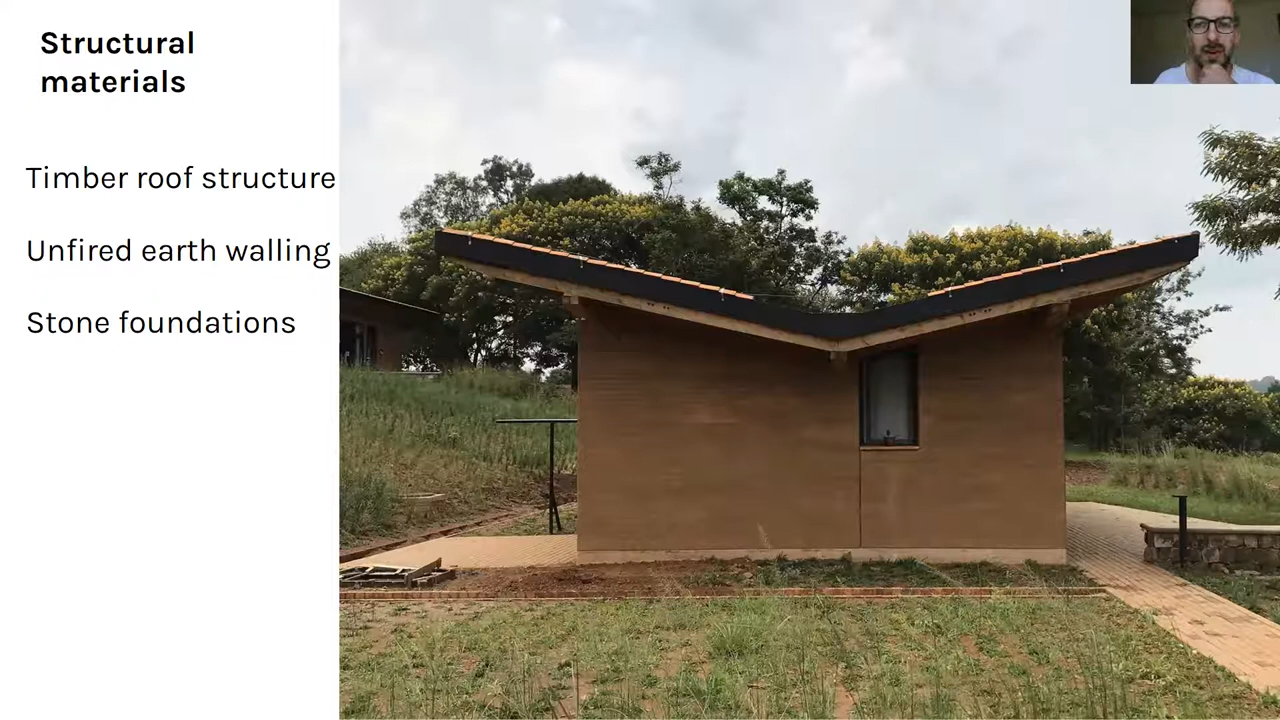 Structural
materials
Timber roof structure
Unfired earth walling
Stone foundations